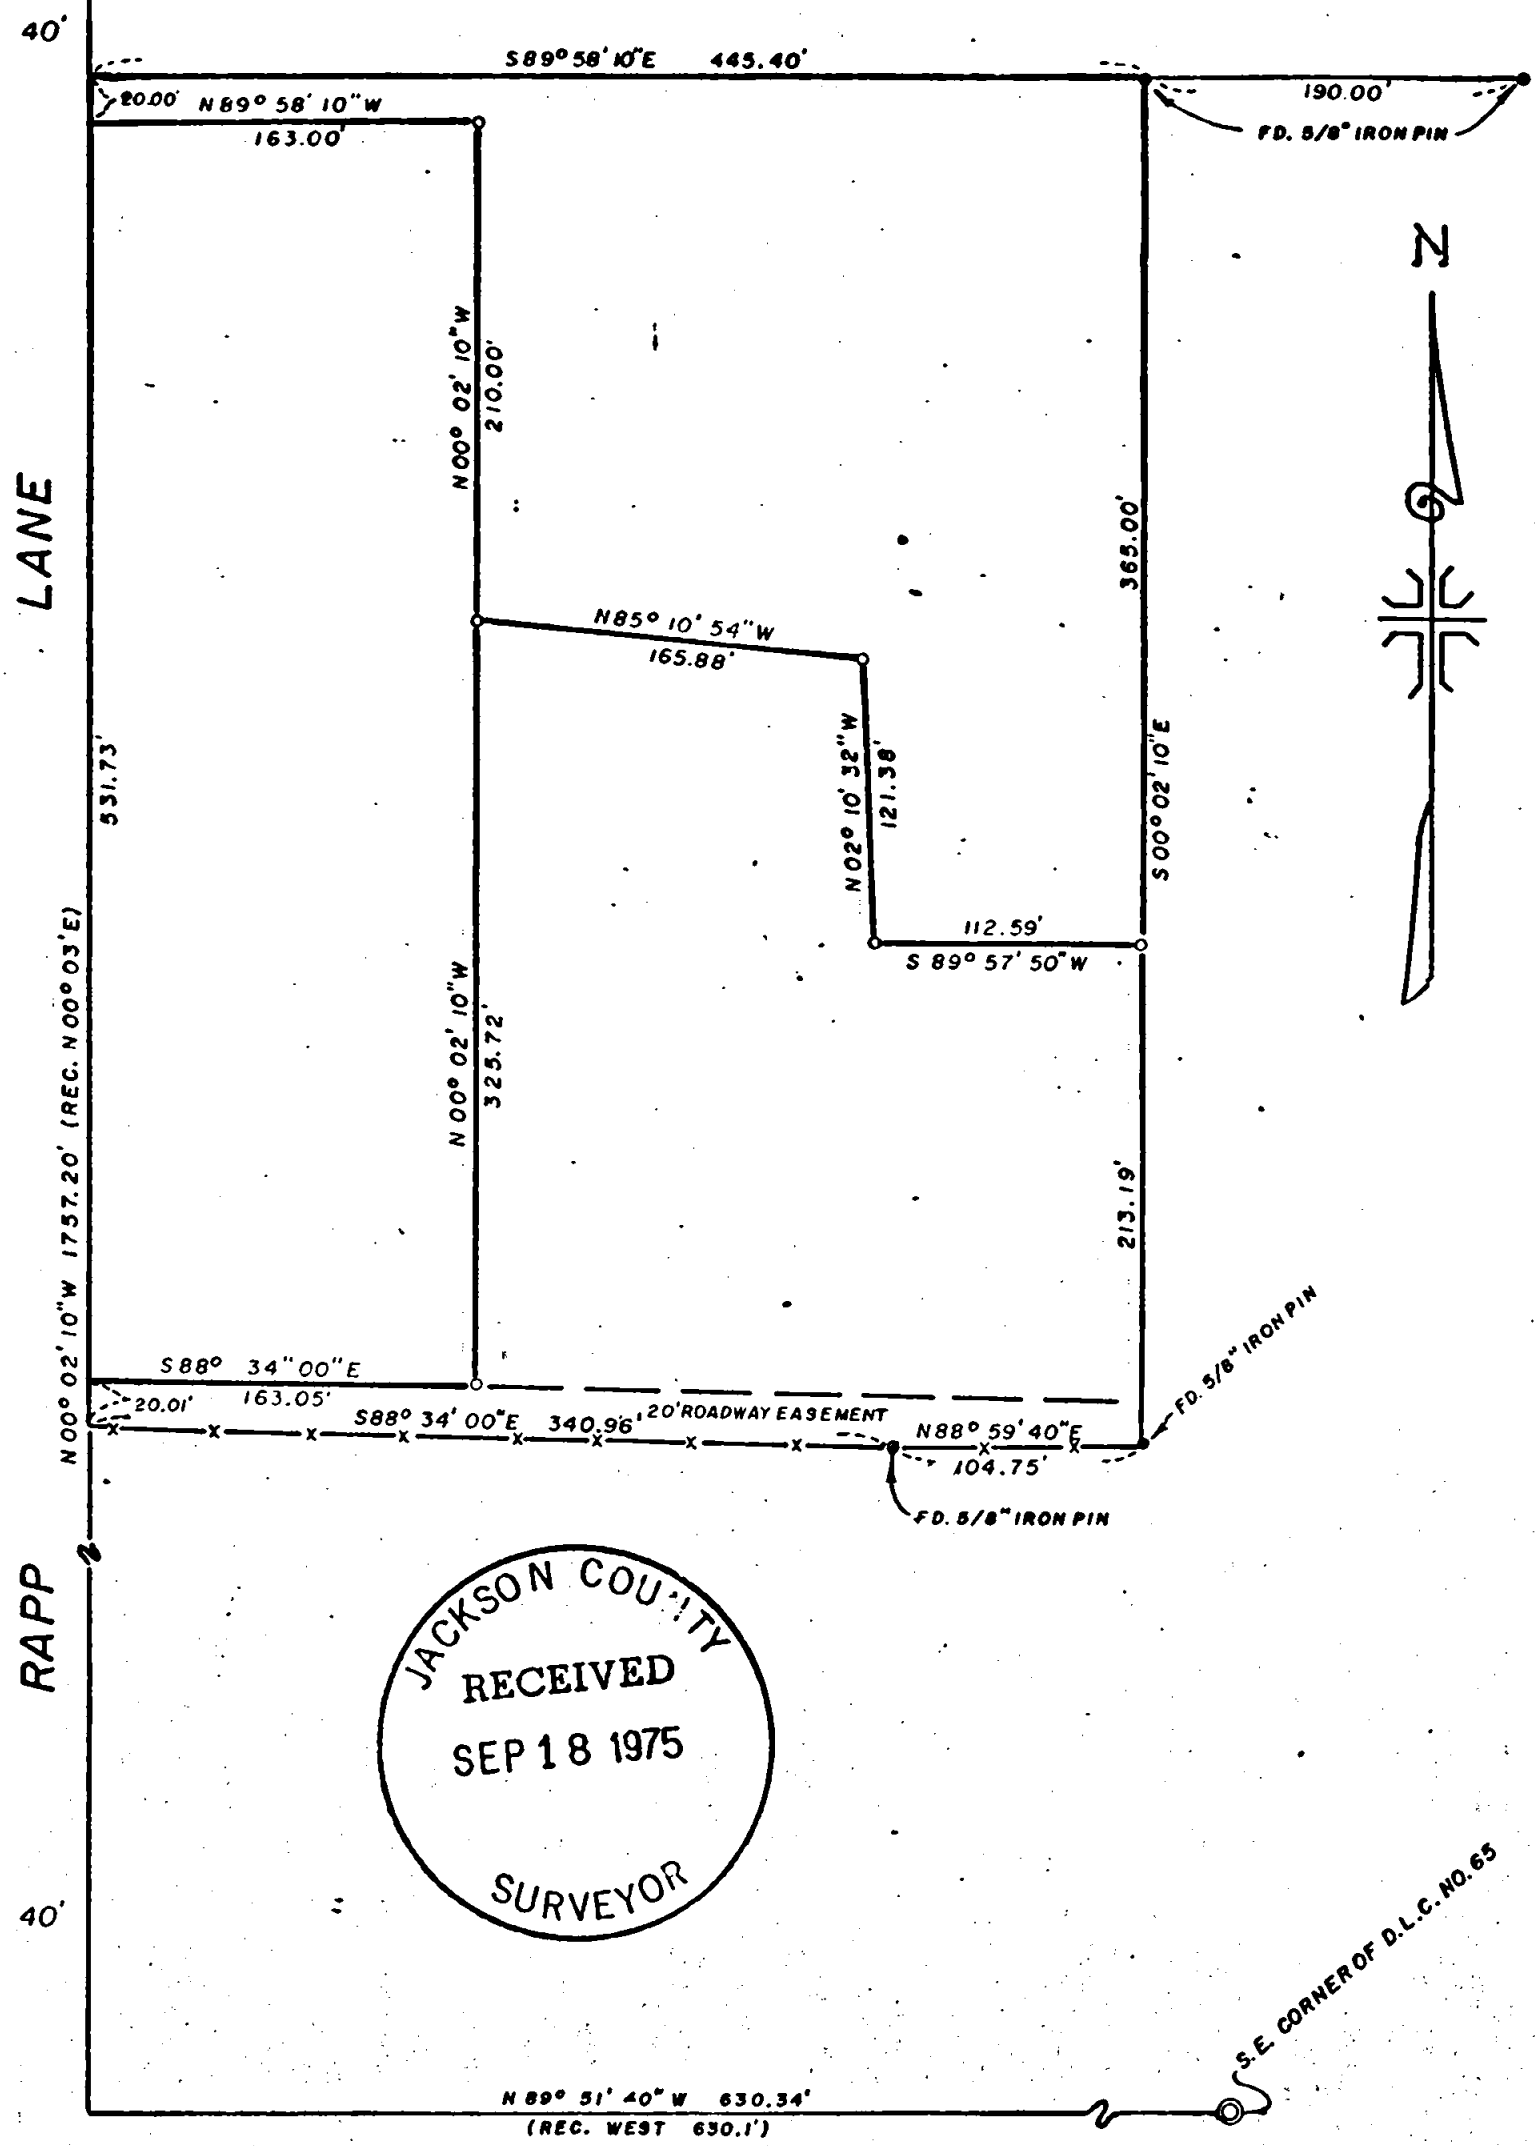 40'
S89° 58' 10"E 445.40'
190.00'
20.00' N89° 58' 10"W
163.00'
FD. 5/8" IRON PIN
N
N00° 02' 10"W
210.00'
LANE
365.00'
N85° 10' 54"W
165.88'
531.73'
N02° 10' 32"W
121.38'
S00° 02' 10"E
112.59'
S 89° 57' 50"W
N00° 02' 10"W 1757.20' (REC. N00° 03' E)
N00° 02' 10"W
325.72'
213.19'
S88° 34" 00"E
163.05'
20.01'
S88° 34' 00"E 340.96'
20' ROADWAY EASEMENT
N88° 59' 40"E
104.75'
FD. 5/8" IRON PIN
FD. 5/8" IRON PIN
RAPP
JACKSON COUNTY
RECEIVED
SEP 18 1975
SURVEYOR
40'
S.E. CORNER OF D.L.C. NO. 65
N 89° 51' 40" W 630.34'
(REC. WEST 630.1')